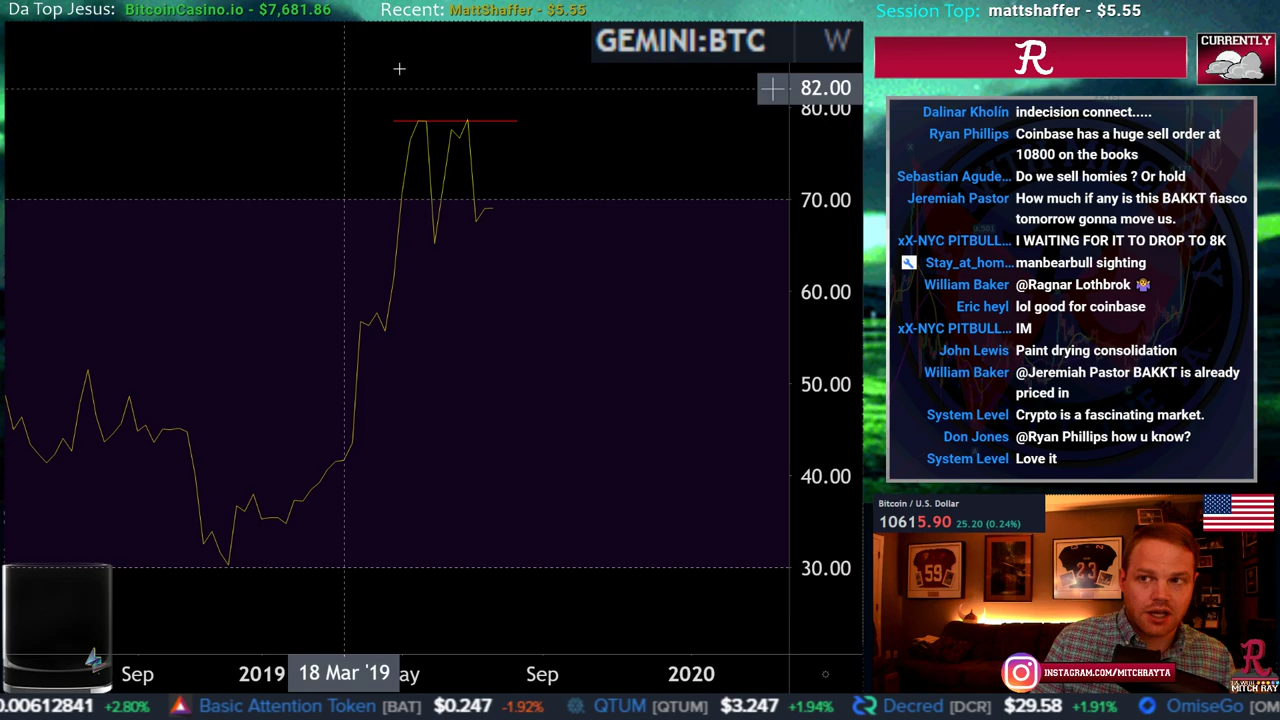 Da Top Jesus: BitcoinCasino.io - $7,681.86
Recent: MattShaffer - $5.55
Session Top: mattshaffer - $5.55
GEMINI:BTC W
CURRENTLY
82.00
80.00
70.00
60.00
50.00
40.00
30.00
Sep
2019
18 Mar '19
ay
Sep
2020
Dalinar Kholín indecision connect.....
Ryan Phillips Coinbase has a huge sell order at
10800 on the books
Sebastian Agude... Do we sell homies ? Or hold
Jeremiah Pastor How much if any is this BAKKT fiasco
tomorrow gonna move us.
xX-NYC PITBULL... I WAITING FOR IT TO DROP TO 8K
Stay_at_hom... manbearbull sighting
William Baker @Ragnar Lothbrok 🤷
Eric heyl lol good for coinbase
xX-NYC PITBULL... IM
John Lewis Paint drying consolidation
William Baker @Jeremiah Pastor BAKKT is already
priced in
System Level Crypto is a fascinating market.
Don Jones @Ryan Phillips how u know?
System Level Love it
Bitcoin / U.S. Dollar
10615.90 25.20 (0.24%)
59
23
INSTAGRAM.COM/MITCHRAYTA
R
MITCH RAY
0.00612841 +2.80%
Basic Attention Token [BAT] $0.247 -1.92%
QTUM [QTUM] $3.247 +1.94%
Decred [DCR] $29.58 +1.91%
OmiseGo [OM